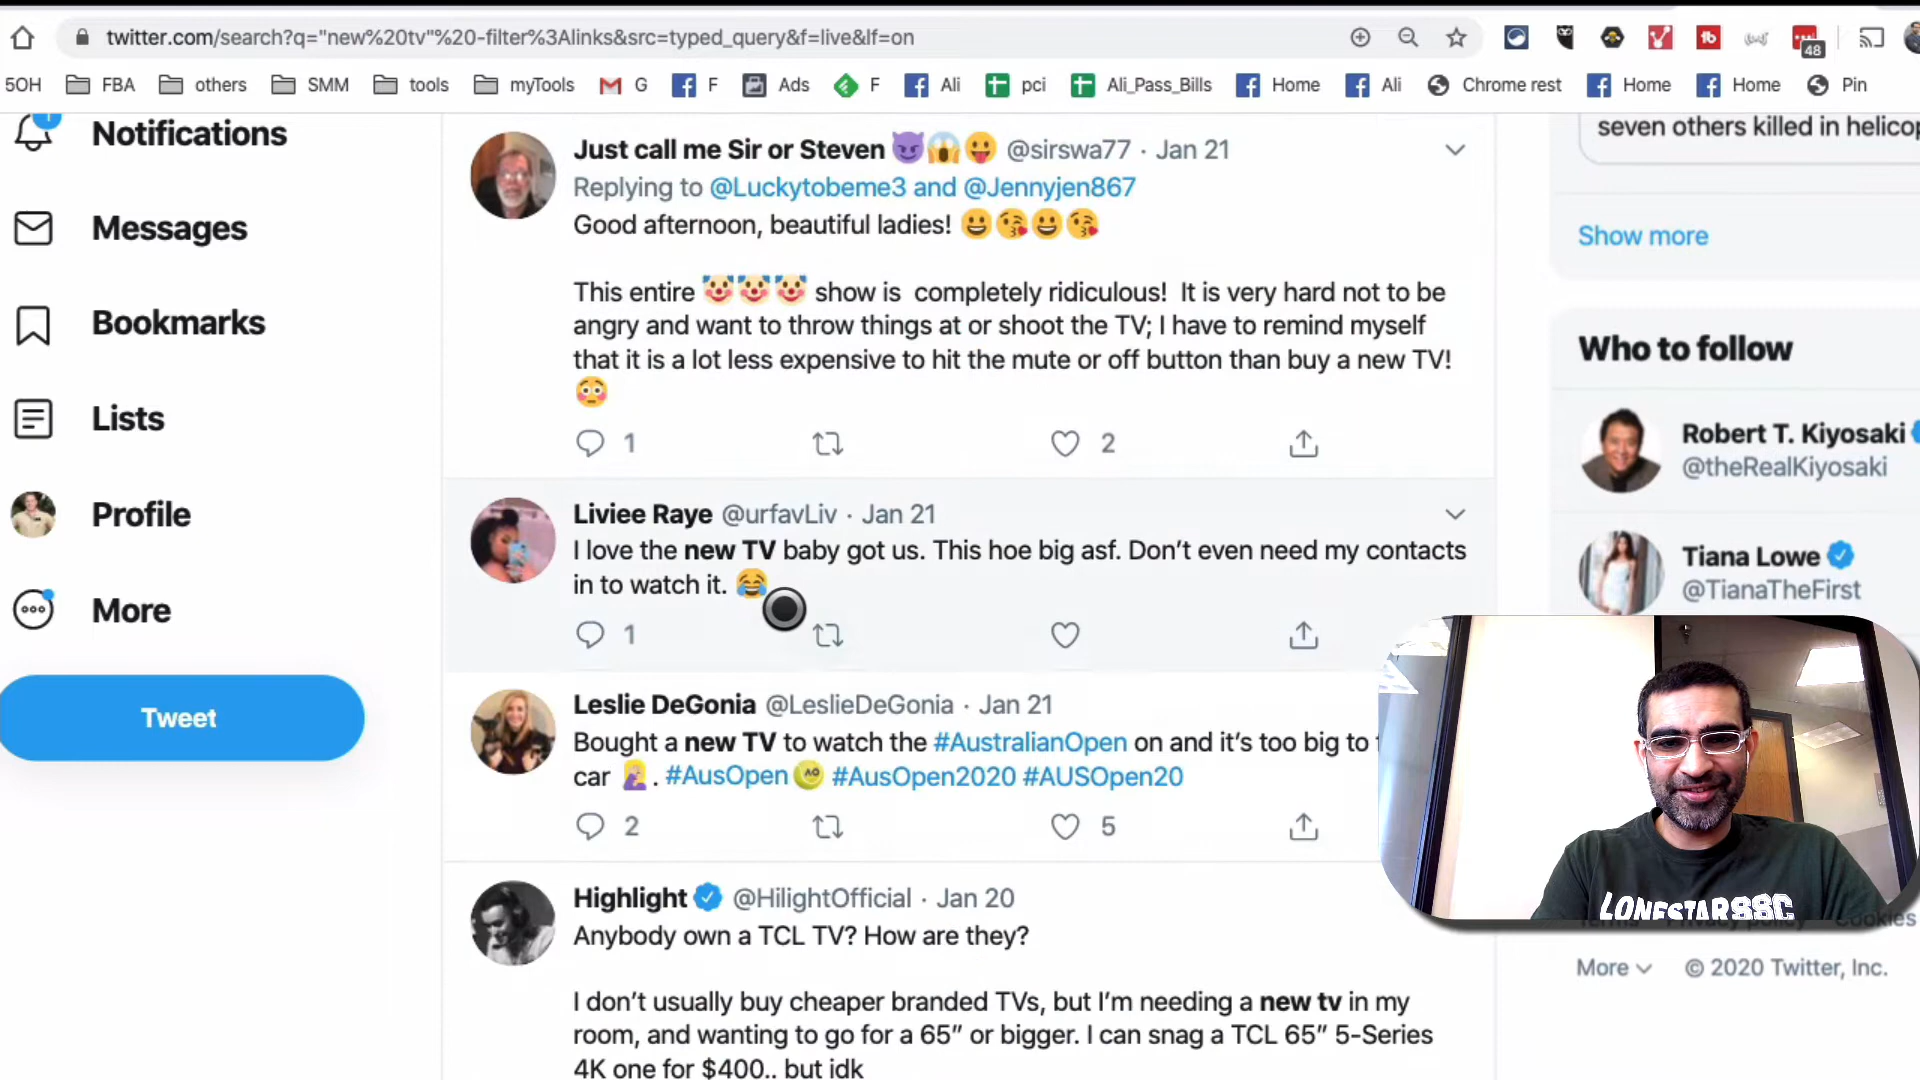 twitter.com/search?q="new%20tv"%20-filter%3Alinks&src=typed_query&f=live&lf=on
48
5OH FBA others SMM tools myTools G F Ads F Ali pci Ali_Pass_Bills Home Ali Chrome rest Home Home Pin
1
Notifications
Messages
Bookmarks
Lists
Profile
More
Tweet
Just call me Sir or Steven 😈😱😛 @sirswa77 · Jan 21
Replying to @Luckytobeme3 and @Jennyjen867
Good afternoon, beautiful ladies! 😀😘😀😘
This entire 🤡🤡🤡 show is completely ridiculous! It is very hard not to be
angry and want to throw things at or shoot the TV; I have to remind myself
that it is a lot less expensive to hit the mute or off button than buy a new TV!
😳
1 2
Liviee Raye @urfavLiv · Jan 21
I love the new TV baby got us. This hoe big asf. Don't even need my contacts
in to watch it. 😂
1
Leslie DeGonia @LeslieDeGonia · Jan 21
Bought a new TV to watch the #AustralianOpen on and it's too big to
car 🤦‍♀️. #AusOpen AO #AusOpen2020 #AUSOpen20
2 5
Highlight @HilightOfficial · Jan 20
Anybody own a TCL TV? How are they?
I don't usually buy cheaper branded TVs, but I'm needing a new tv in my
room, and wanting to go for a 65" or bigger. I can snag a TCL 65" 5-Series
4K one for $400.. but idk
seven others killed in helicop
Show more
Who to follow
Robert T. Kiyosaki
@theRealKiyosaki
Tiana Lowe
@TianaTheFirst
LONESTARSSC
More © 2020 Twitter, Inc.